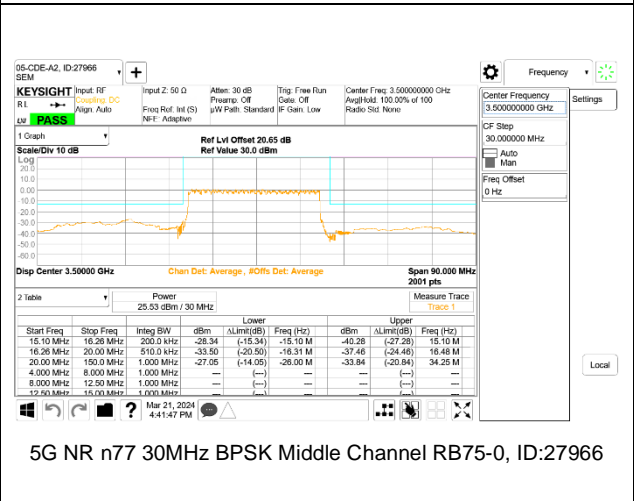 05-CDE-A2, ID:27966
SEM
Frequency
KEYSIGHT Input: RF Input Z: 50 Ω Atten: 30 dB Trig: Free Run Center Freq: 3.500000000 GHz
RL Coupling: DC Preamp: Off Gate: Off Avg|Hold: 100.00% of 100
Align: Auto Freq Ref: Int (S) µW Path: Standard IF Gain: Low Radio Std: None
NFE: Adaptive
PASS
Center Frequency
3.500000000 GHz
Settings
CF Step
30.000000 MHz
Auto
Man
Freq Offset
0 Hz
1 Graph
Ref Lvl Offset 20.65 dB
Scale/Div 10 dB Ref Value 30.0 dBm
Log
20.0
10.0
0.00
-10.0
-20.0
-30.0
-40.0
-50.0
-60.0
Disp Center 3.50000 GHz Chan Det: Average , #Offs Det: Average Span 90.000 MHz
2001 pts
2 Table Power Measure Trace
25.53 dBm / 30 MHz Trace 1
Lower Upper
Start Freq Stop Freq Integ BW dBm ΔLimit(dB) Freq (Hz) dBm ΔLimit(dB) Freq (Hz)
15.10 MHz 16.26 MHz 200.0 kHz -28.34 (-15.34) -15.10 M -40.28 (-27.28) 15.10 M
16.26 MHz 20.00 MHz 510.0 kHz -33.50 (-20.50) -16.31 M -37.46 (-24.46) 16.48 M
20.00 MHz 150.0 MHz 1.000 MHz -27.05 (-14.05) -26.00 M -33.84 (-20.84) 34.25 M
4.000 MHz 8.000 MHz 1.000 MHz --- (---) --- --- (---) ---
8.000 MHz 12.50 MHz 1.000 MHz --- (---) --- --- (---) ---
12.50 MHz 15.00 MHz 1.000 MHz --- (---) --- --- (---) ---
Local
Mar 21, 2024
4:41:47 PM
5G NR n77 30MHz BPSK Middle Channel RB75-0, ID:27966